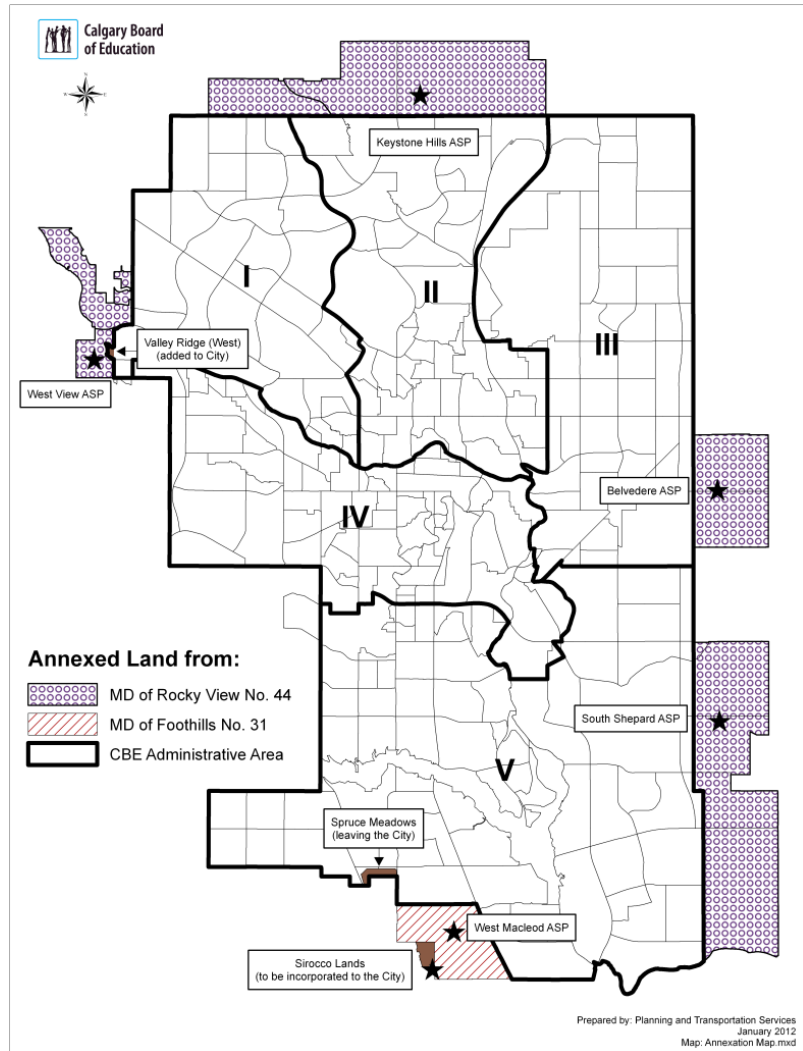 Calgary Board
of Education
N
W
E
S
Keystone Hills ASP
I
II
III
Valley Ridge (West)
(added to City)
West View ASP
Belvedere ASP
IV
Annexed Land from:
MD of Rocky View No. 44
MD of Foothills No. 31
CBE Administrative Area
South Shepard ASP
V
Spruce Meadows
(leaving the City)
West Macleod ASP
Sirocco Lands
(to be incorporated to the City)
Prepared by: Planning and Transportation Services
January 2012
Map: Annexation Map.mxd